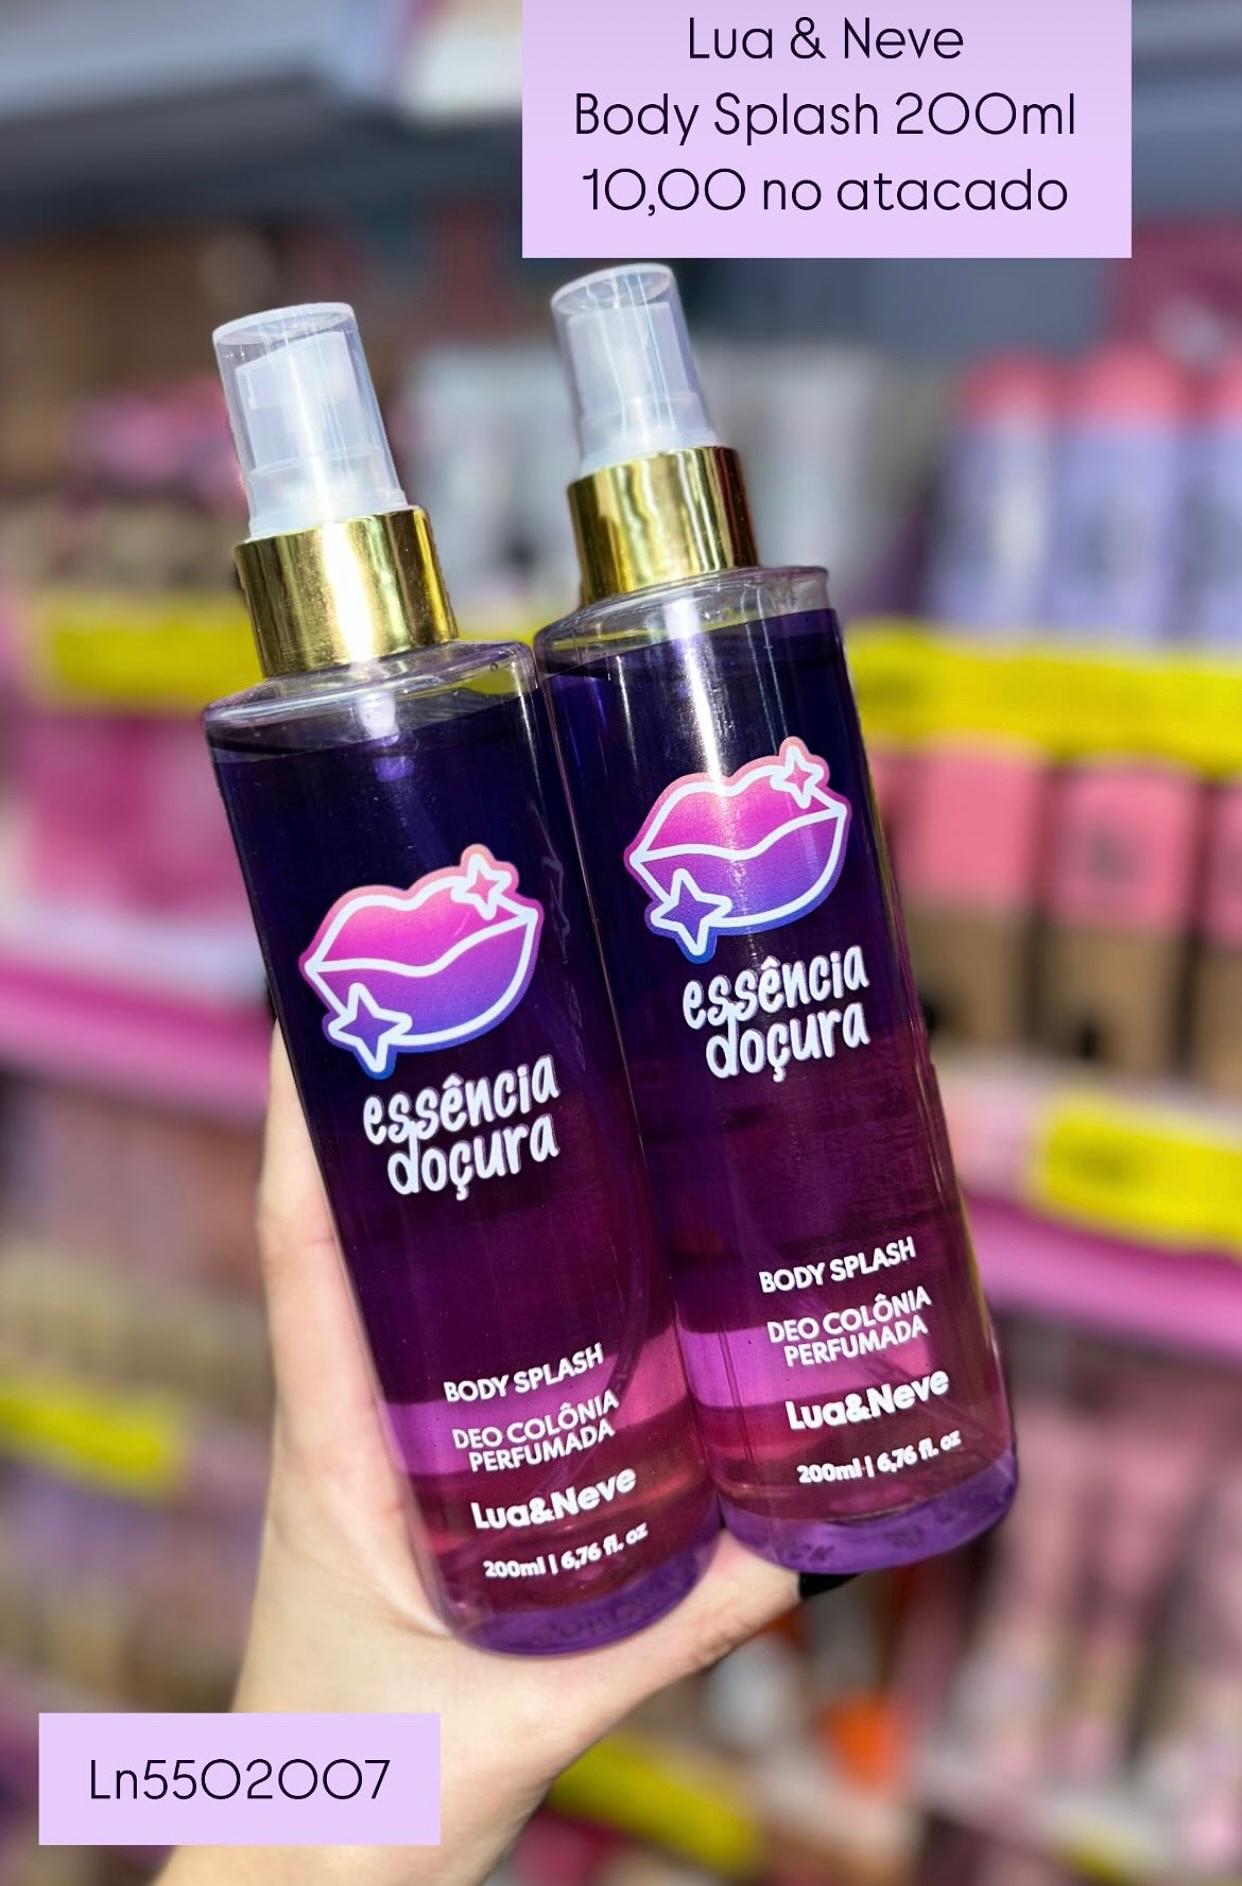 Lua & Neve
Body Splash 200ml
10,00 no atacado
essência
doçura
BODY SPLASH
DEO COLÔNIA
PERFUMADA
Lua&Neve
200ml | 6,76 fl. oz
essência
doçura
BODY SPLASH
DEO COLÔNIA
PERFUMADA
Lua&Neve
200ml | 6,76 fl. oz
Ln5502007